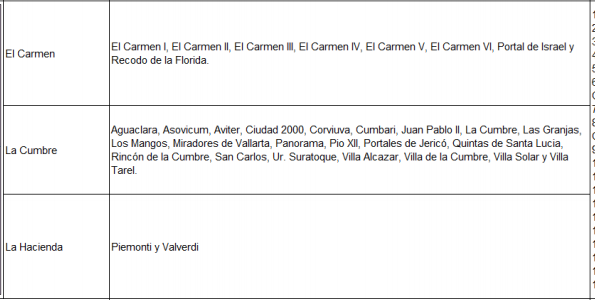 El Carmen
El Carmen I, El Carmen II, El Carmen III, El Carmen IV, El Carmen V, El Carmen VI, Portal de Israel y
Recodo de la Florida.
La Cumbre
Aguaclara, Asovicum, Aviter, Ciudad 2000, Corviuva, Cumbari, Juan Pablo II, La Cumbre, Las Granjas,
Los Mangos, Miradores de Vallarta, Panorama, Pio XII, Portales de Jericó, Quintas de Santa Lucia,
Rincón de la Cumbre, San Carlos, Ur. Suratoque, Villa Alcazar, Villa de la Cumbre, Villa Solar y Villa
Tarel.
La Hacienda
Piemonti y Valverdi